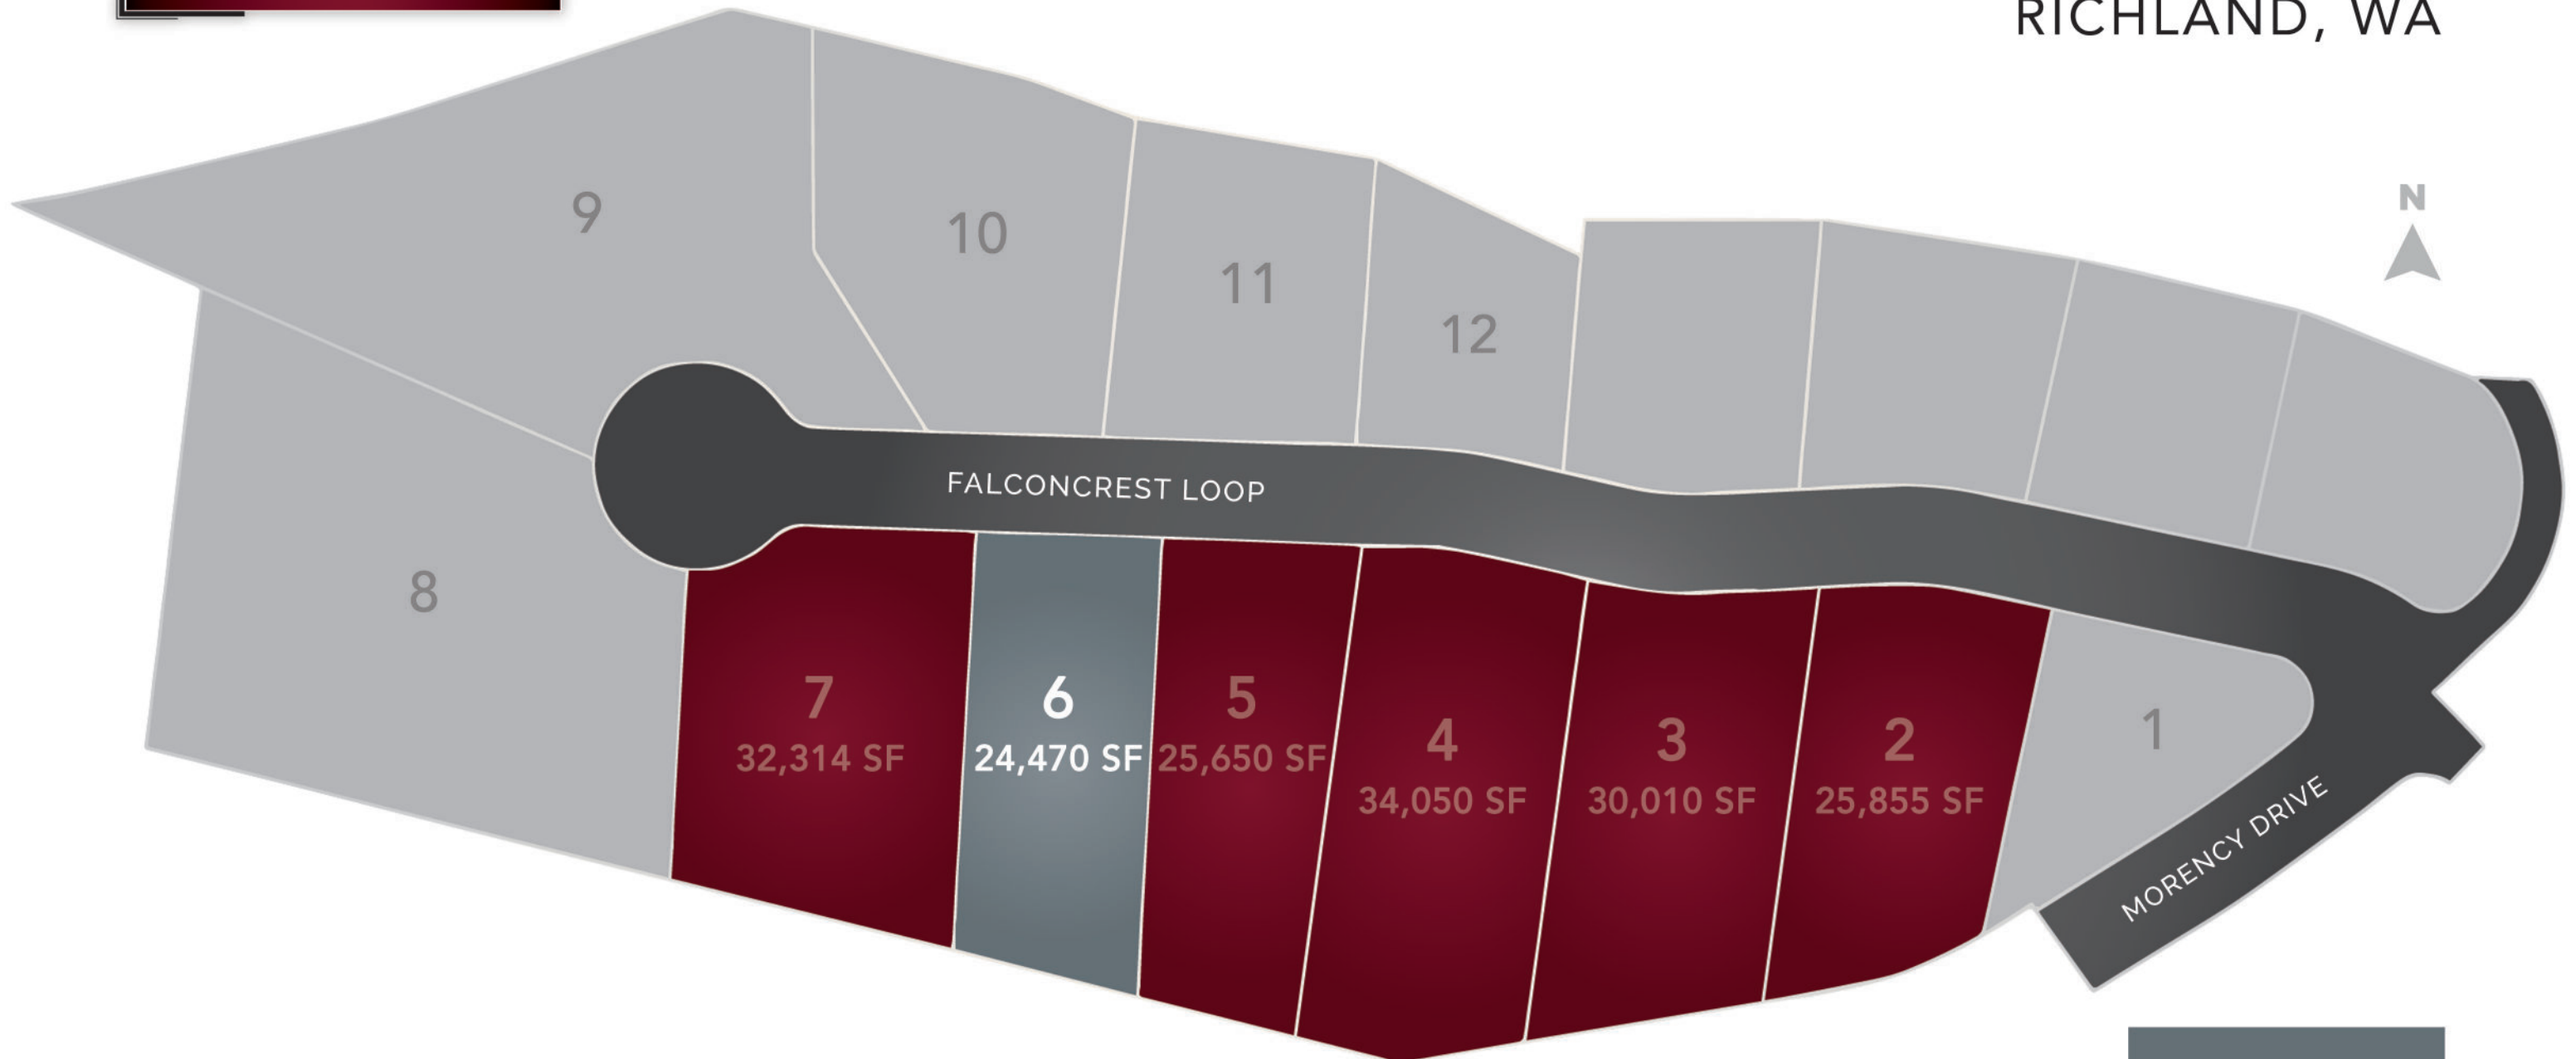 RICHLAND, WA
N
9
10
11
12
FALCONCREST LOOP
8
7
32,314 SF
6
24,470 SF
5
25,650 SF
4
34,050 SF
3
30,010 SF
2
25,855 SF
1
MORENCY DRIVE